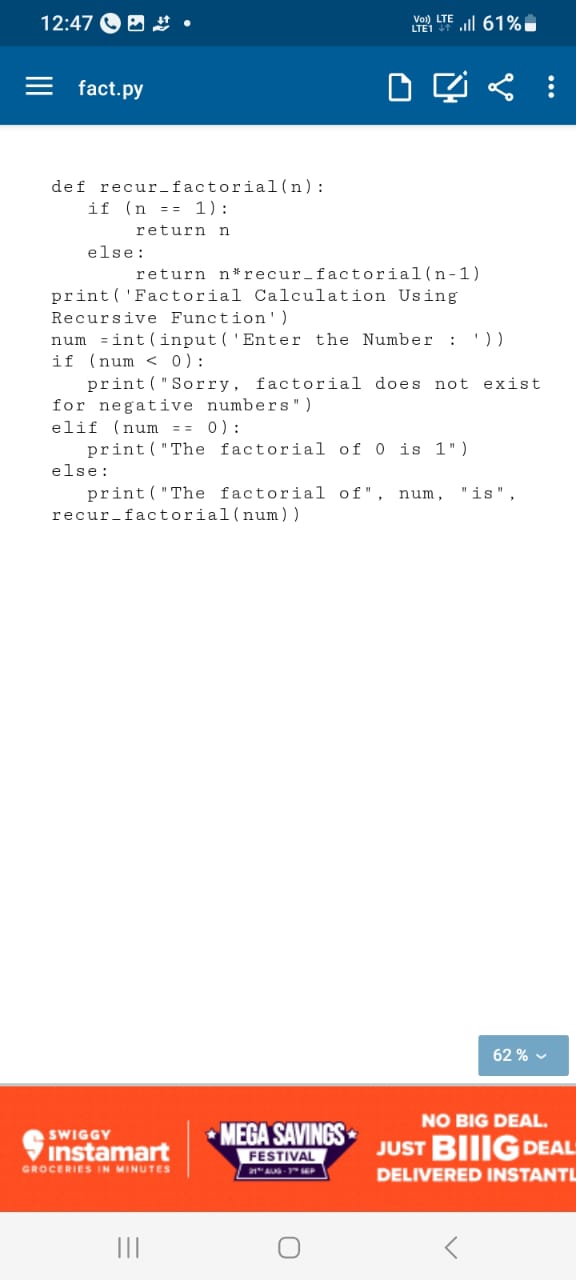 12:47
Vo)) LTE
LTE1
61%
fact.py
def recur_factorial(n):
if (n == 1):
return n
else:
return n*recur_factorial(n-1)
print('Factorial Calculation Using
Recursive Function')
num =int(input('Enter the Number : '))
if (num < 0):
print("Sorry, factorial does not exist
for negative numbers")
elif (num == 0):
print("The factorial of 0 is 1")
else:
print("The factorial of", num, "is",
recur_factorial(num))
62 %
SWIGGY
instamart
GROCERIES IN MINUTES
MEGA SAVINGS
FESTIVAL
31ST AUG - 7TH SEP
NO BIG DEAL.
JUST BIIIG DEAL
DELIVERED INSTANTL